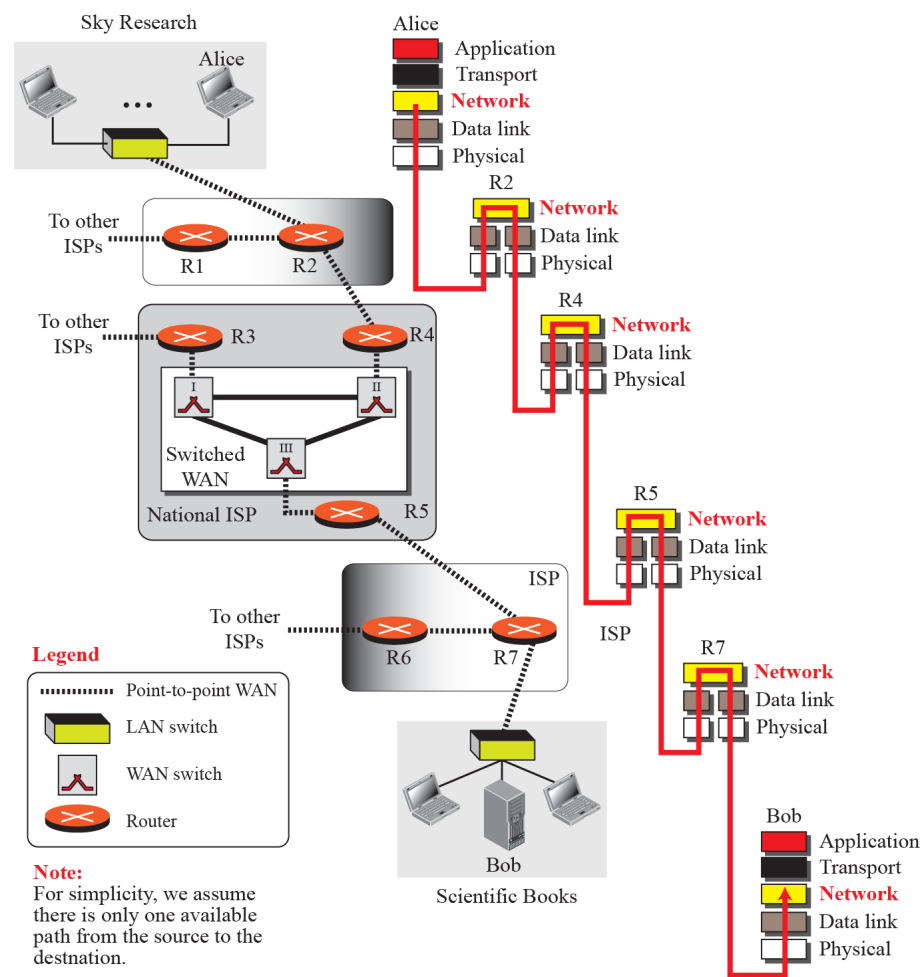 Sky Research
Alice
To other
ISPs
R1
R2
To other
ISPs
R3
R4
I
II
III
Switched
WAN
National ISP
R5
ISP
To other
ISPs
R6
R7
Bob
Scientific Books
Legend
Point-to-point WAN
LAN switch
WAN switch
Router
Note:
For simplicity, we assume
there is only one available
path from the source to the
destnation.
Alice
Application
Transport
Network
Data link
Physical
R2
Network
Data link
Physical
R4
Network
Data link
Physical
R5
Network
Data link
Physical
ISP
R7
Network
Data link
Physical
Bob
Application
Transport
Network
Data link
Physical